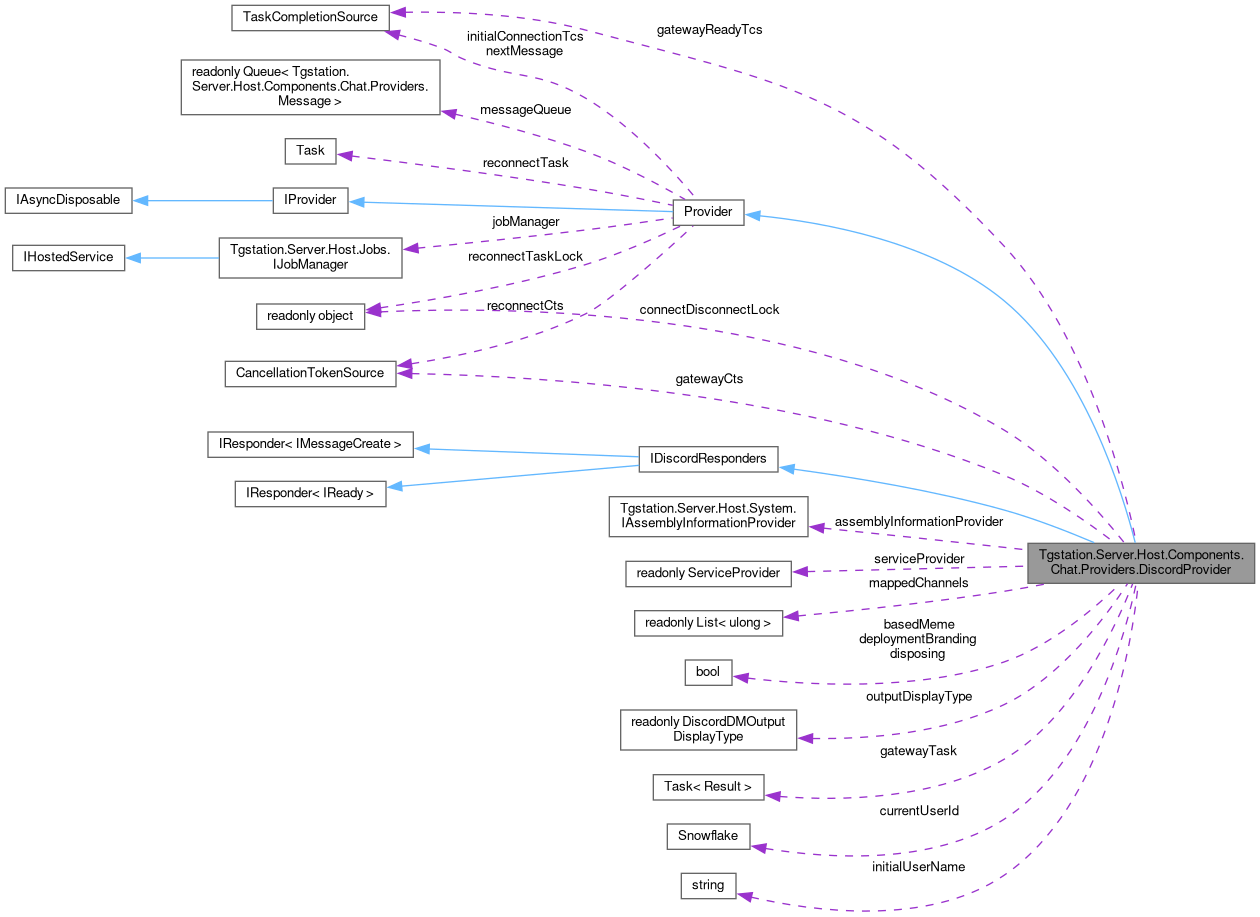 TaskCompletionSource
gatewayReadyTcs
initialConnectionTcs
nextMessage
readonly Queue< Tgstation.
Server.Host.Components.Chat.Providers.
Message >
messageQueue
Task
reconnectTask
IAsyncDisposable
IProvider
Provider
jobManager
IHostedService
Tgstation.Server.Host.Jobs.
IJobManager
reconnectTaskLock
readonly object
reconnectCts
connectDisconnectLock
CancellationTokenSource
gatewayCts
IResponder< IMessageCreate >
IDiscordResponders
IResponder< IReady >
Tgstation.Server.Host.System.
IAssemblyInformationProvider
assemblyInformationProvider
Tgstation.Server.Host.Components.
Chat.Providers.DiscordProvider
readonly ServiceProvider
serviceProvider
mappedChannels
readonly List< ulong >
basedMeme
deploymentBranding
disposing
bool
outputDisplayType
readonly DiscordDMOutput
DisplayType
gatewayTask
Task< Result >
currentUserId
Snowflake
initialUserName
string